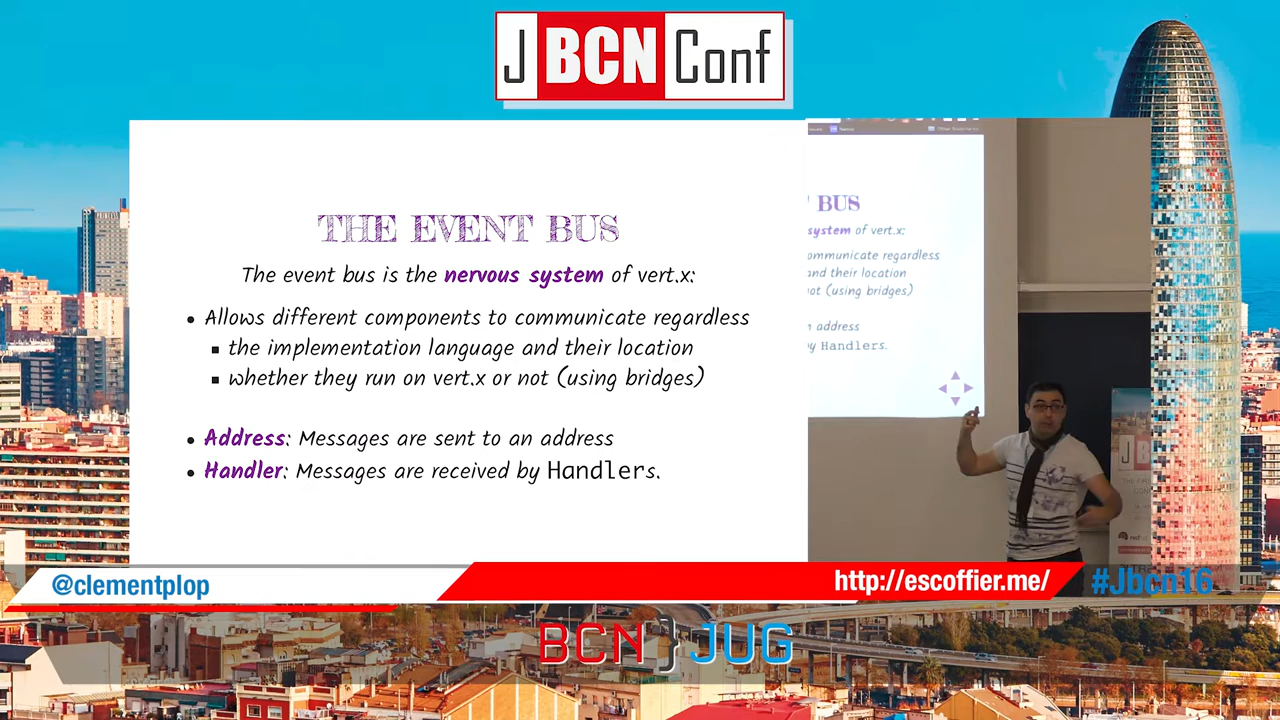 J BCN Conf
THE EVENT BUS
The event bus is the nervous system of vert.x:
• Allows different components to communicate regardless
▪ the implementation language and their location
▪ whether they run on vert.x or not (using bridges)
• Address: Messages are sent to an address
• Handler: Messages are received by Handlers.
BUS
system of vert.x:
ommunicate regardless
and their location
ot (using bridges)
address
y Handlers.
JB
@clementplop
http://escoffier.me/
#Jbcn16
BCN } JUG